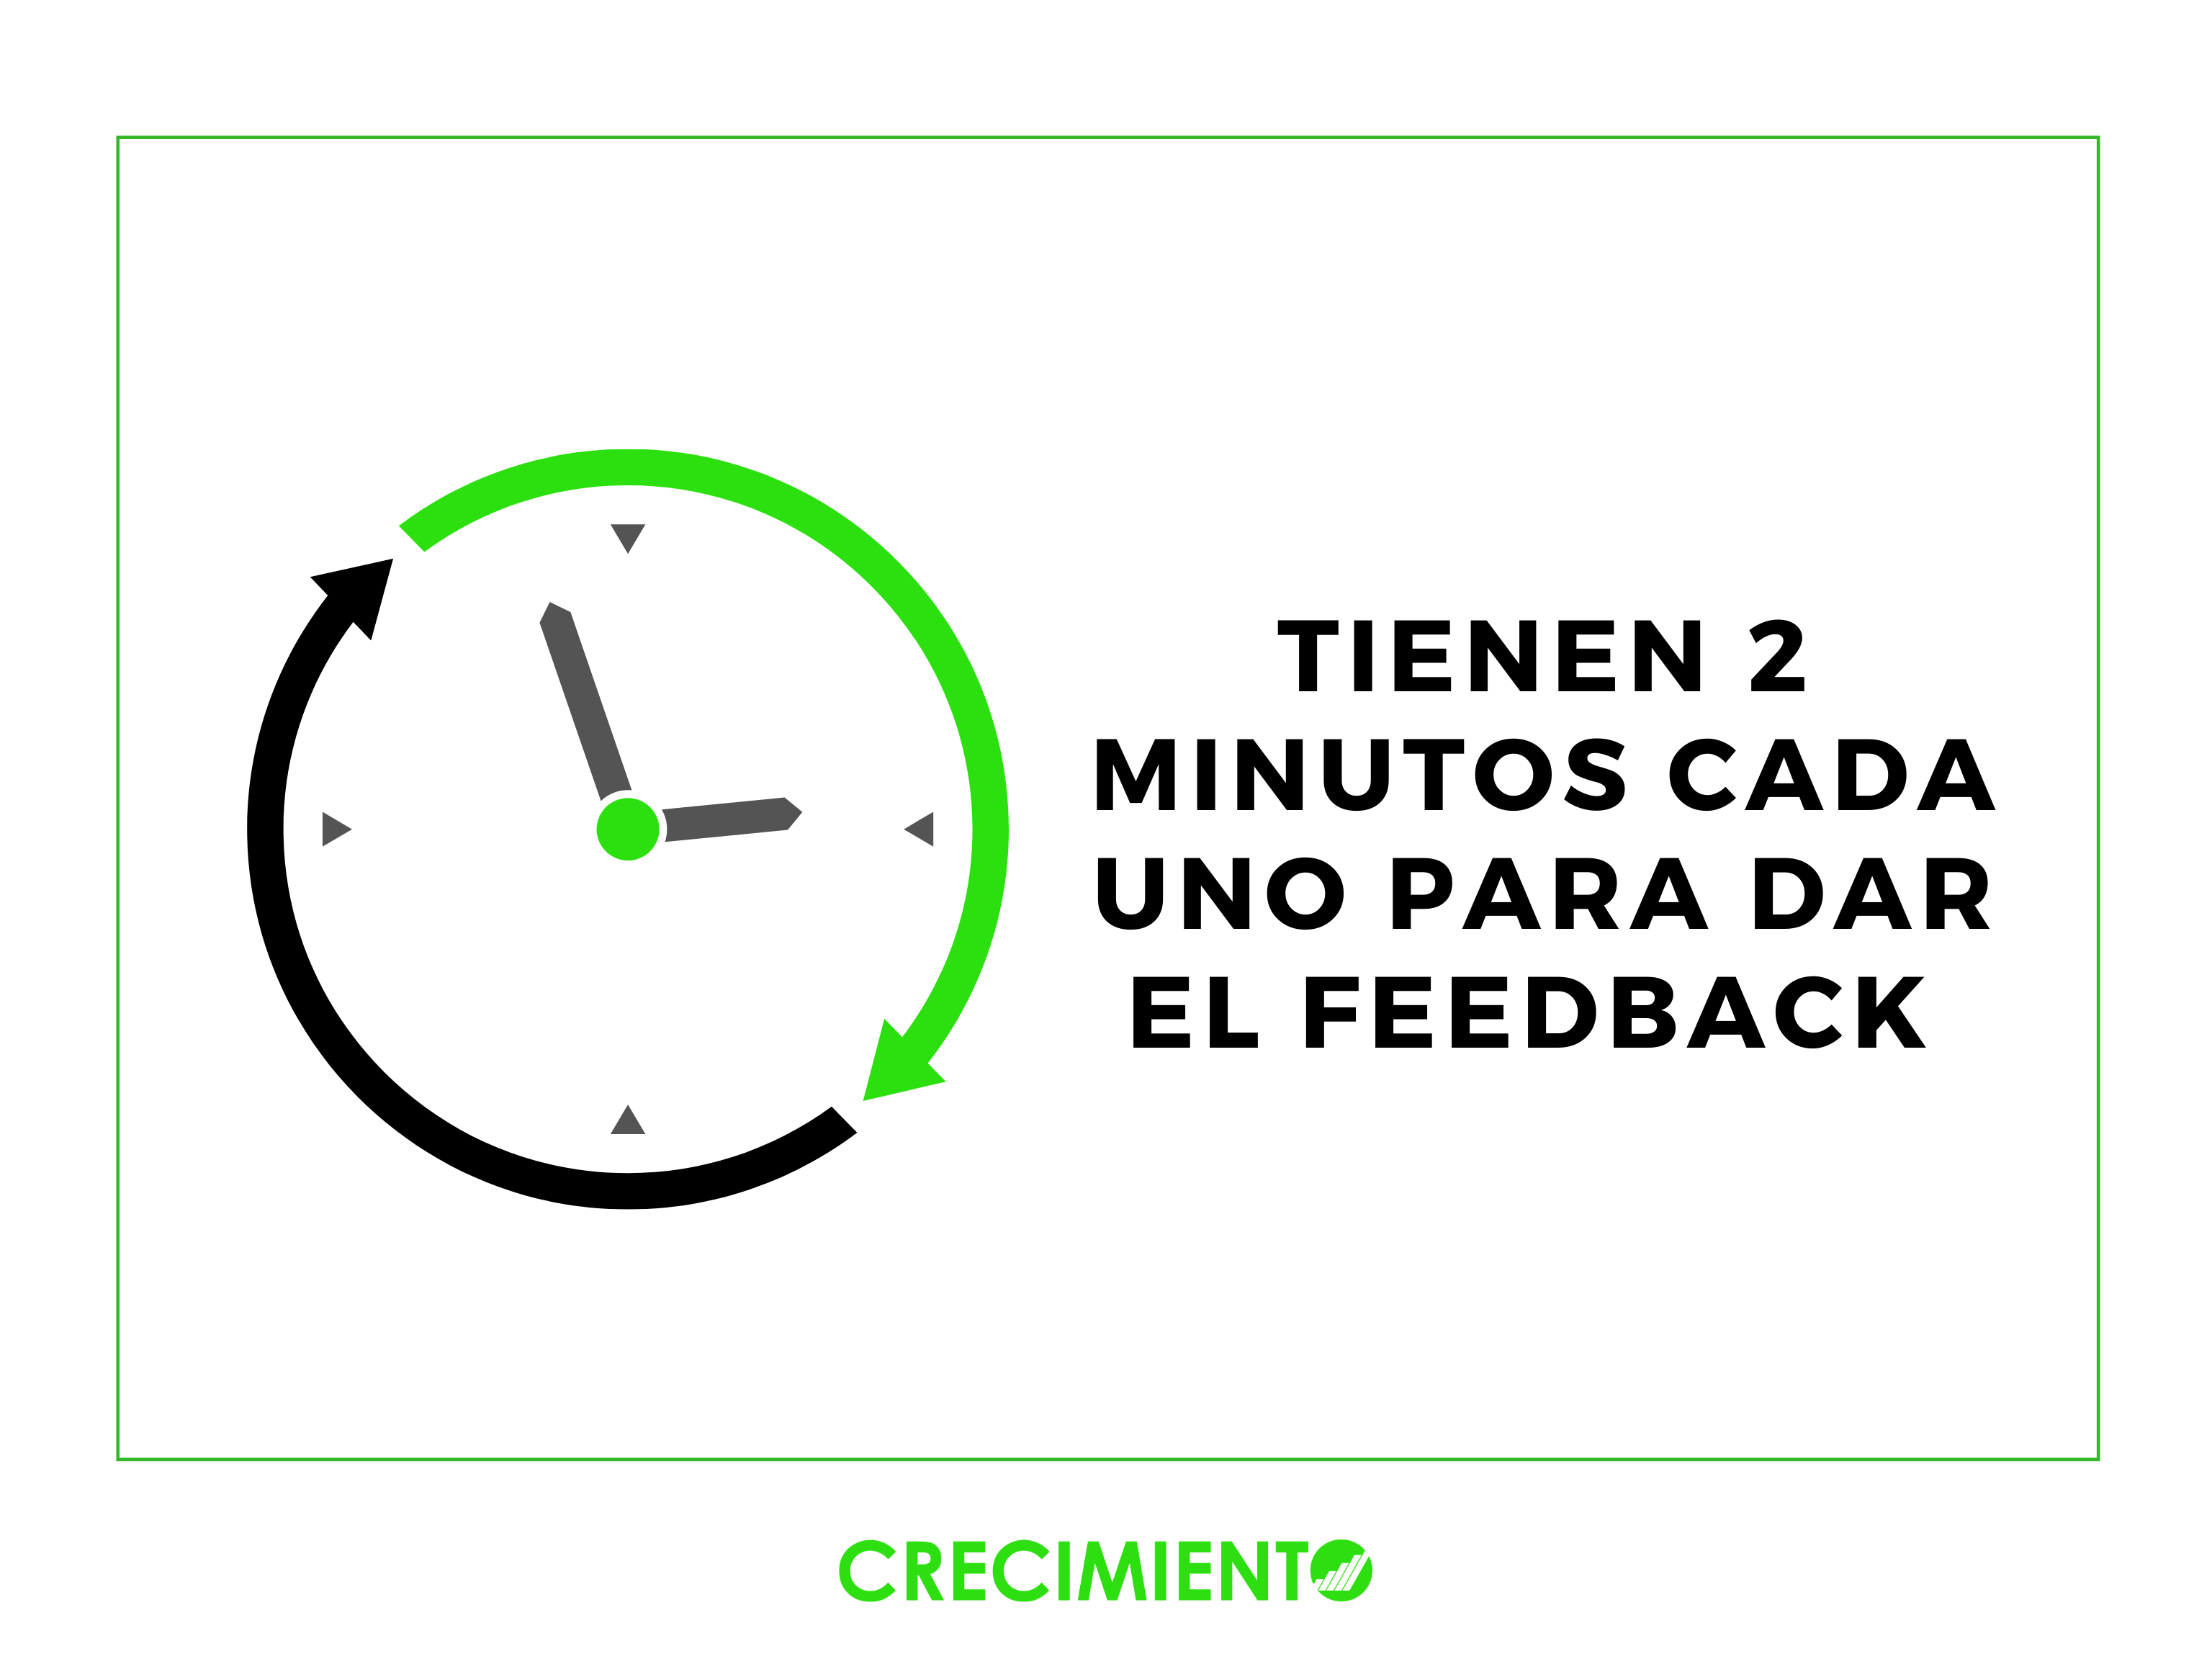 TIENEN 2
MINUTOS CADA
UNO PARA DAR
EL FEEDBACK
CRECIMIENTO